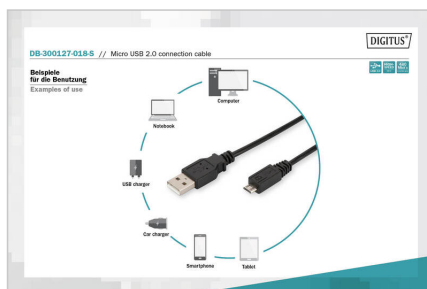 DIGITUS®
DB-300127-018-S // Micro USB 2.0 connection cable
Beispiele
für die Benutzung
Examples of use
Computer
Notebook
USB charger
Car charger
Smartphone
Tablet